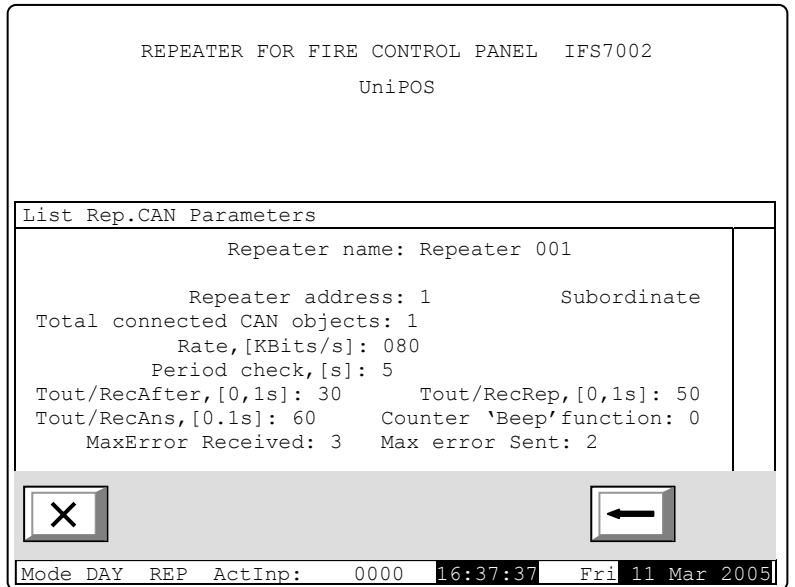 REPEATER FOR FIRE CONTROL PANEL IFS7002
UniPOS
List Rep.CAN Parameters
Repeater name: Repeater 001
Repeater address: 1 Subordinate
Total connected CAN objects: 1
Rate,[KBits/s]: 080
Period check,[s]: 5
Tout/RecAfter,[0,1s]: 30 Tout/RecRep,[0,1s]: 50
Tout/RecAns,[0.1s]: 60 Counter ‘Beep’function: 0
MaxError Received: 3 Max error Sent: 2
Mode DAY REP ActInp: 0000 16:37:37 Fri 11 Mar 2005